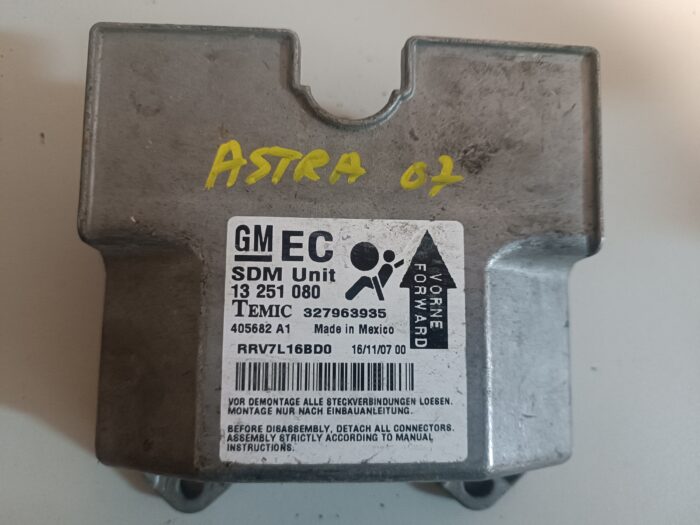 ASTRA 07
GM EC
SDM Unit
13 251 080
TEMIC 327963935
405682 A1 Made in Mexico
RRV7L16BD0 16/11/07 00
VORNE
FORWARD
VOR DEMONTAGE ALLE STECKVERBINDUNGEN LOESEN.
MONTAGE NUR NACH EINBAUANLEITUNG.
BEFORE DISASSEMBLY, DETACH ALL CONNECTORS.
ASSEMBLY STRICTLY ACCORDING TO MANUAL
INSTRUCTIONS.